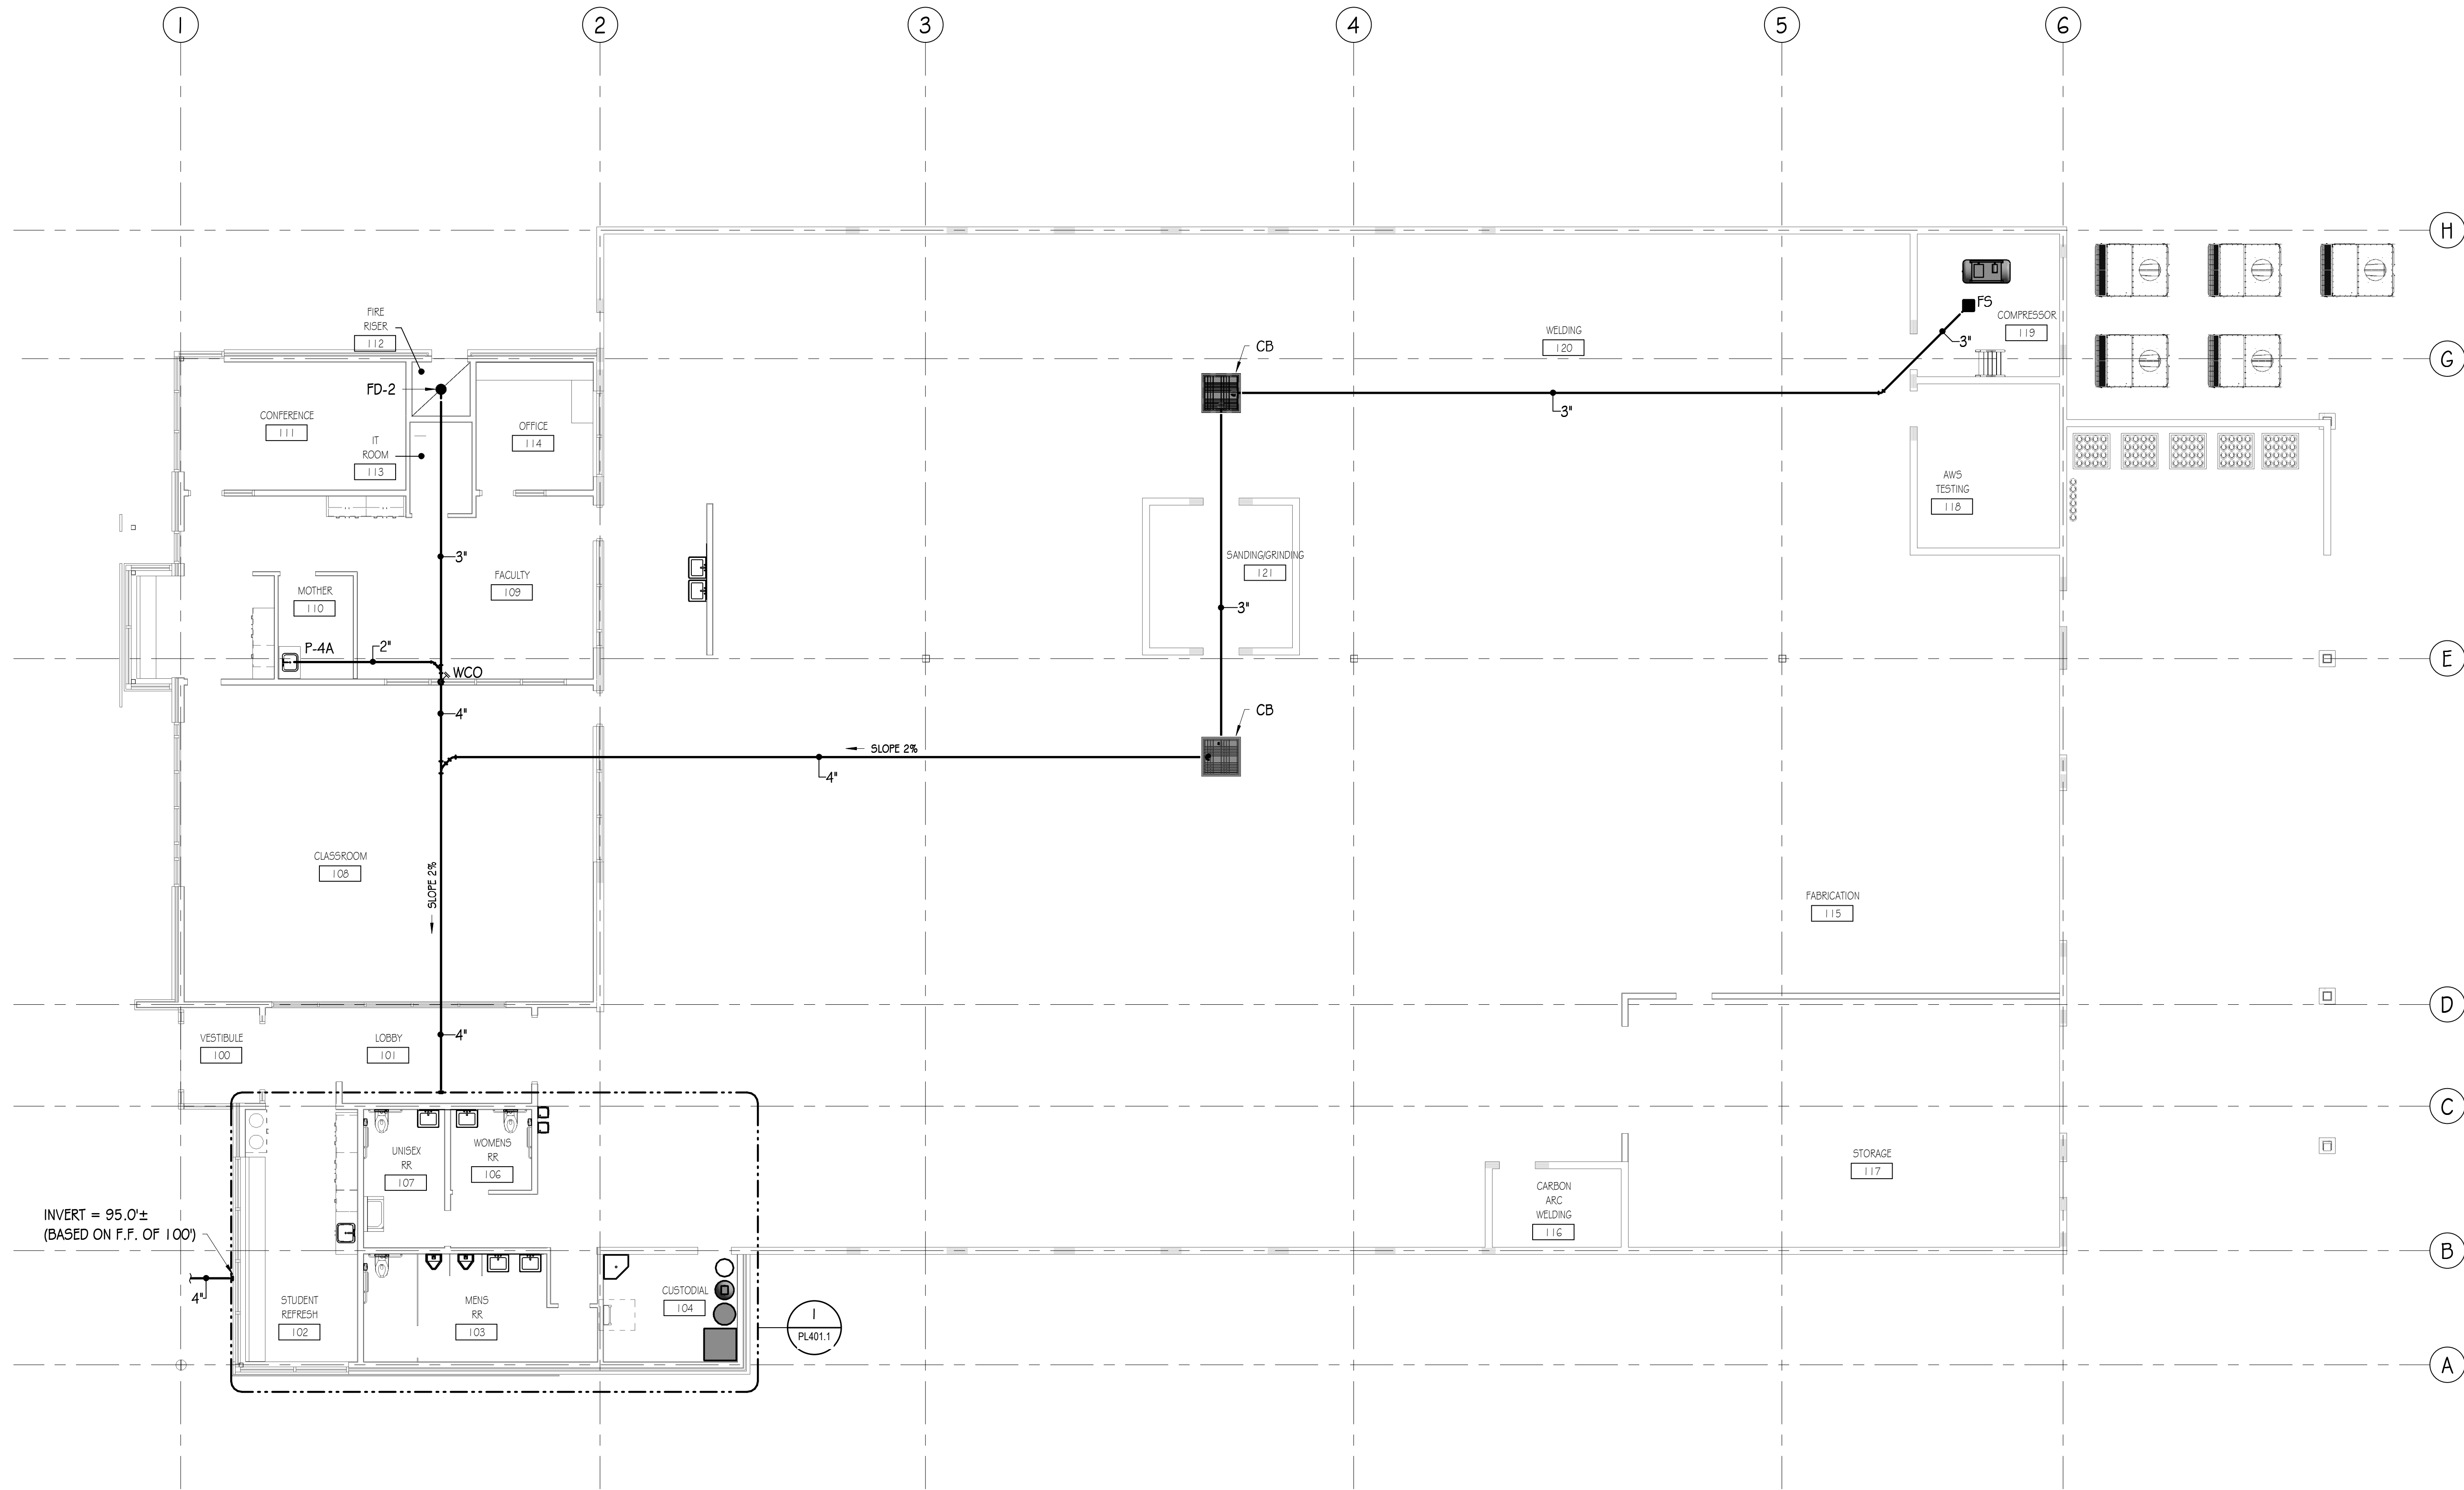 1
2
3
4
5
6
H
FIRE
RISER
112
FS
COMPRESSOR
119
3"
WELDING
120
CB
G
FD-2
3"
CONFERENCE
111
OFFICE
114
IT
ROOM
113
AWS
TESTING
118
3"
SANDING/GRINDING
121
FACULTY
109
MOTHER
110
3"
P-4A
2"
E
WCO
4"
CB
SLOPE 2%
4"
CLASSROOM
108
SLOPE 2%
FABRICATION
115
D
4"
VESTIBULE
100
LOBBY
101
C
UNISEX
RR
107
WOMENS
RR
106
STORAGE
117
CARBON
ARC
WELDING
116
INVERT = 95.0'±
(BASED ON F.F. OF 100')
B
4"
STUDENT
REFRESH
102
MENS
RR
103
CUSTODIAL
104
1
PL401.1
A